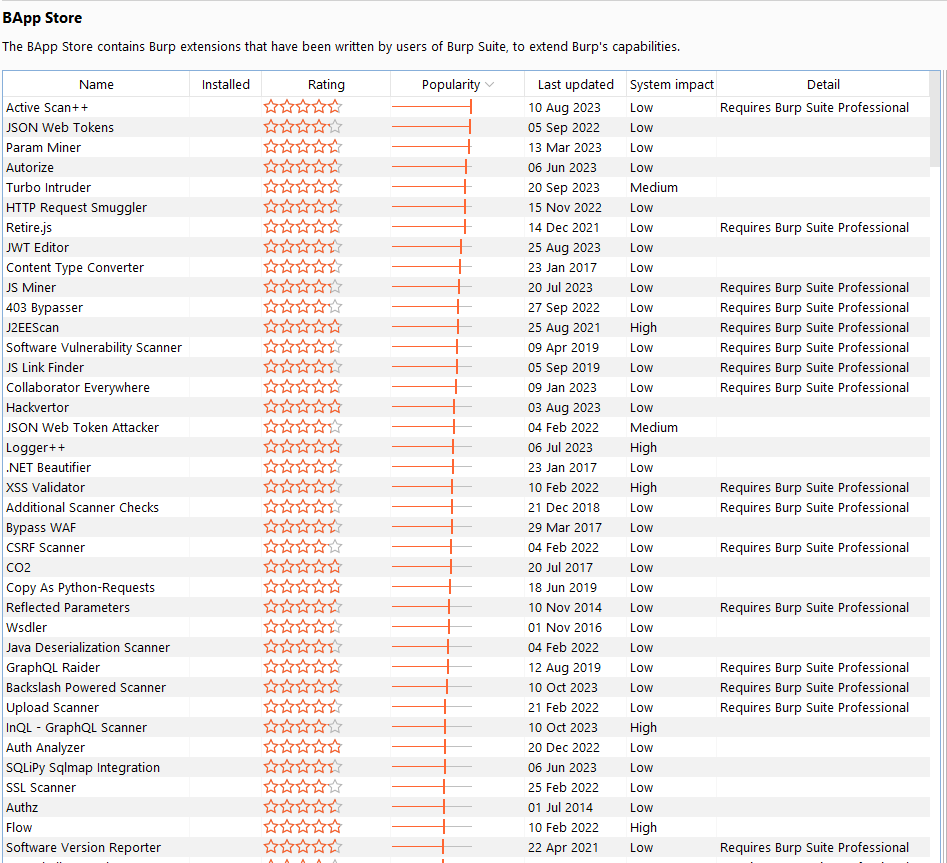 BApp Store
The BApp Store contains Burp extensions that have been written by users of Burp Suite, to extend Burp's capabilities.
Name Installed Rating Popularity Last updated System impact Detail
Active Scan++ 10 Aug 2023 Low Requires Burp Suite Professional
JSON Web Tokens 05 Sep 2022 Low
Param Miner 13 Mar 2023 Low
Autorize 06 Jun 2023 Low
Turbo Intruder 20 Sep 2023 Medium
HTTP Request Smuggler 15 Nov 2022 Low
Retire.js 14 Dec 2021 Low Requires Burp Suite Professional
JWT Editor 25 Aug 2023 Low
Content Type Converter 23 Jan 2017 Low
JS Miner 20 Jul 2023 Low Requires Burp Suite Professional
403 Bypasser 27 Sep 2022 Low Requires Burp Suite Professional
J2EEScan 25 Aug 2021 High Requires Burp Suite Professional
Software Vulnerability Scanner 09 Apr 2019 Low Requires Burp Suite Professional
JS Link Finder 05 Sep 2019 Low Requires Burp Suite Professional
Collaborator Everywhere 09 Jan 2023 Low Requires Burp Suite Professional
Hackvertor 03 Aug 2023 Low
JSON Web Token Attacker 04 Feb 2022 Medium
Logger++ 06 Jul 2023 High
.NET Beautifier 23 Jan 2017 Low
XSS Validator 10 Feb 2022 High Requires Burp Suite Professional
Additional Scanner Checks 21 Dec 2018 Low Requires Burp Suite Professional
Bypass WAF 29 Mar 2017 Low
CSRF Scanner 04 Feb 2022 Low Requires Burp Suite Professional
CO2 20 Jul 2017 Low
Copy As Python-Requests 18 Jun 2019 Low
Reflected Parameters 10 Nov 2014 Low Requires Burp Suite Professional
Wsdler 01 Nov 2016 Low
Java Deserialization Scanner 04 Feb 2022 Low
GraphQL Raider 12 Aug 2019 Low Requires Burp Suite Professional
Backslash Powered Scanner 10 Oct 2023 Low Requires Burp Suite Professional
Upload Scanner 21 Feb 2022 Low Requires Burp Suite Professional
InQL - GraphQL Scanner 10 Oct 2023 High
Auth Analyzer 20 Dec 2022 Low
SQLiPy Sqlmap Integration 06 Jun 2023 Low
SSL Scanner 25 Feb 2022 Low
Authz 01 Jul 2014 Low
Flow 10 Feb 2022 High
Software Version Reporter 22 Apr 2021 Low Requires Burp Suite Professional